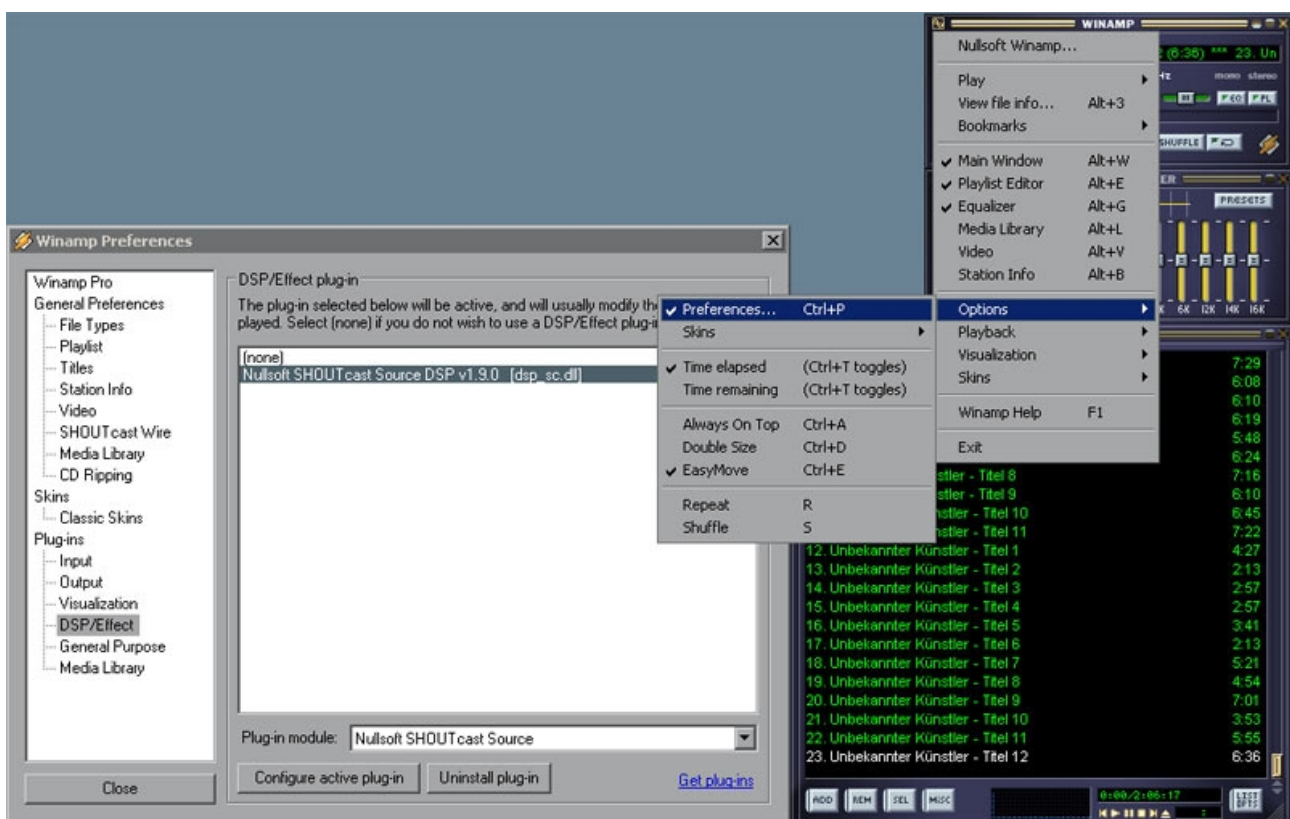 WINAMP
Nullsoft Winamp...
Play
View file info... Alt+3
Bookmarks
Main Window Alt+W
Playlist Editor Alt+E
Equalizer Alt+G
Media Library Alt+L
Video Alt+V
Station Info Alt+B
Options
Playback
Visualization
Skins
Winamp Help F1
Exit
(6:36) *** 23. Un
mono stereo
EQ PL
SHUFFLE
PRESETS
6K 12K 14K 16K
Preferences... Ctrl+P
Skins
Time elapsed (Ctrl+T toggles)
Time remaining (Ctrl+T toggles)
Always On Top Ctrl+A
Double Size Ctrl+D
EasyMove Ctrl+E
Repeat R
Shuffle S
Winamp Preferences
Winamp Pro
General Preferences
File Types
Playlist
Titles
Station Info
Video
SHOUTcast Wire
Media Library
CD Ripping
Skins
Classic Skins
Plug-ins
Input
Output
Visualization
DSP/Effect
General Purpose
Media Library
Close
DSP/Effect plug-in
The plug-in selected below will be active, and will usually modify the
played. Select (none) if you do not wish to use a DSP/Effect plug-i
(none)
Nullsoft SHOUTcast Source DSP v1.9.0 [dsp_sc.dll]
Plug-in module: Nullsoft SHOUTcast Source
Configure active plug-in Uninstall plug-in Get plug-ins
7:29
6:08
6:10
6:19
5:48
6:24
stler - Titel 8 7:16
stler - Titel 9 6:10
nstler - Titel 10 6:45
nstler - Titel 11 7:22
12. Unbekannter Künstler - Titel 1 4:27
13. Unbekannter Künstler - Titel 2 2:13
14. Unbekannter Künstler - Titel 3 2:57
15. Unbekannter Künstler - Titel 4 2:57
16. Unbekannter Künstler - Titel 5 3:41
17. Unbekannter Künstler - Titel 6 2:13
18. Unbekannter Künstler - Titel 7 5:21
19. Unbekannter Künstler - Titel 8 4:54
20. Unbekannter Künstler - Titel 9 7:01
21. Unbekannter Künstler - Titel 10 3:53
22. Unbekannter Künstler - Titel 11 5:55
23. Unbekannter Künstler - Titel 12 6:36
ADD REM SEL MISC
0:00/2:06:17
LIST
OPTS